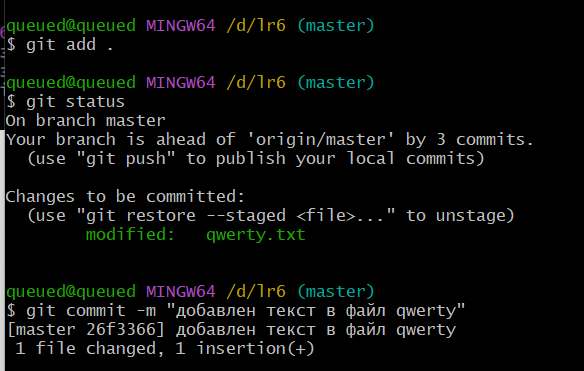 queued@queued MINGW64 /d/lr6 (master)
$ git add .
queued@queued MINGW64 /d/lr6 (master)
$ git status
On branch master
Your branch is ahead of 'origin/master' by 3 commits.
  (use "git push" to publish your local commits)
Changes to be committed:
  (use "git restore --staged <file>..." to unstage)
        modified:   qwerty.txt
queued@queued MINGW64 /d/lr6 (master)
$ git commit -m "добавлен текст в файл qwerty"
[master 26f3366] добавлен текст в файл qwerty
 1 file changed, 1 insertion(+)